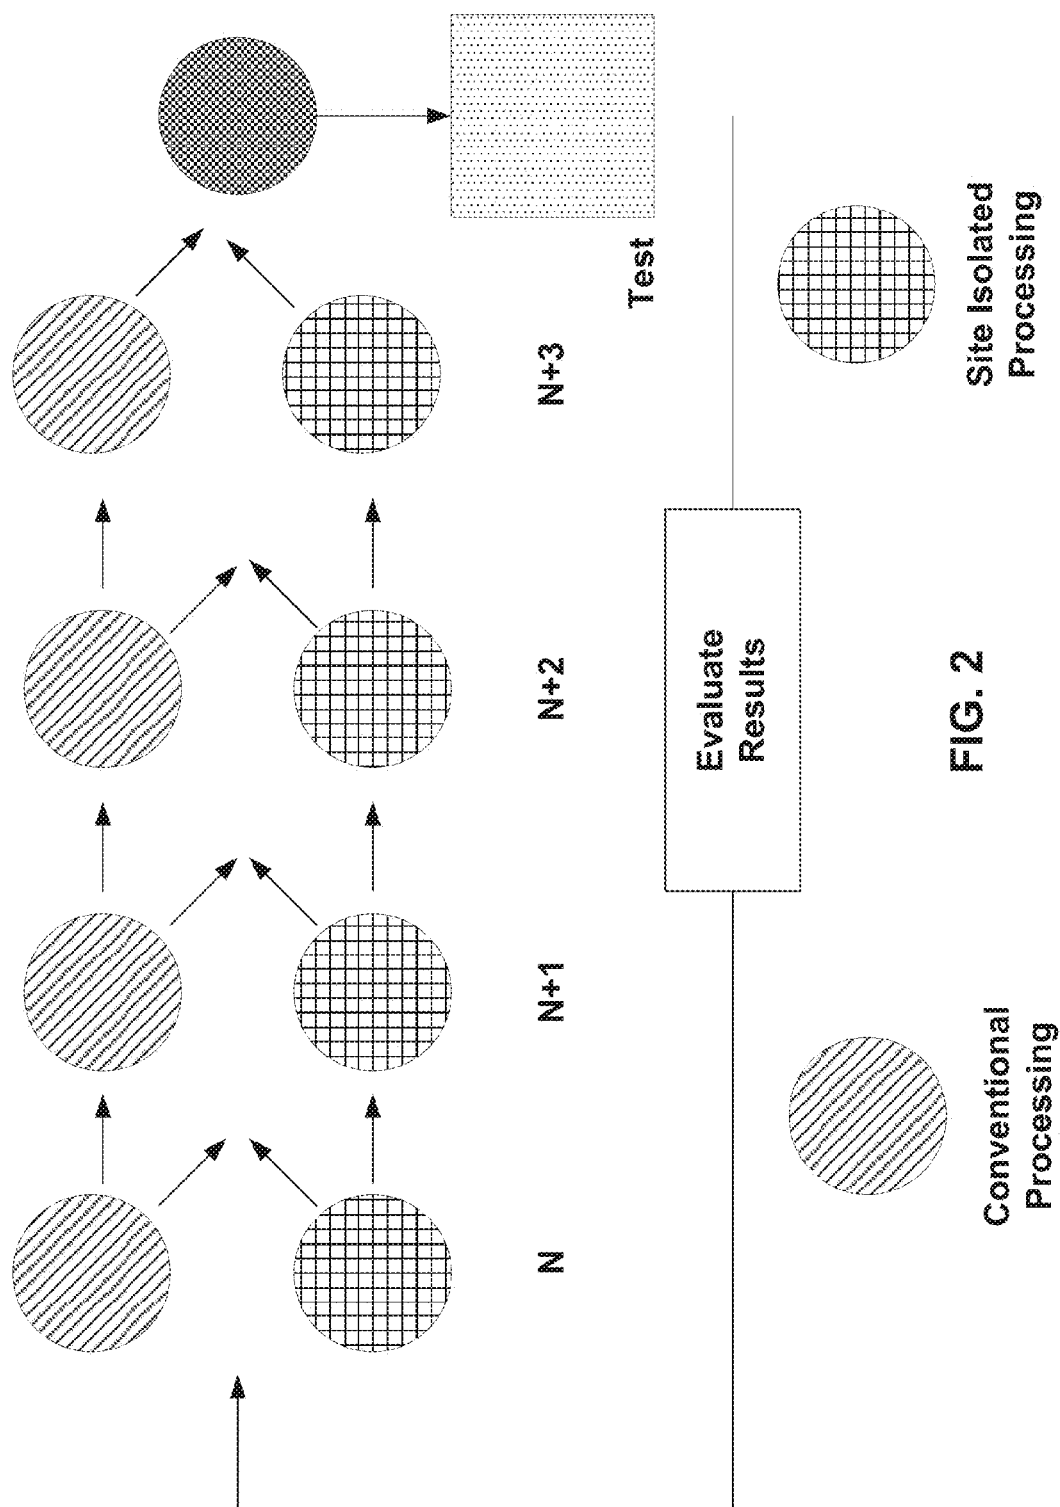 N
N+1
N+2
N+3
Test
Evaluate
Results
Conventional
Processing
Site Isolated
Processing
FIG. 2